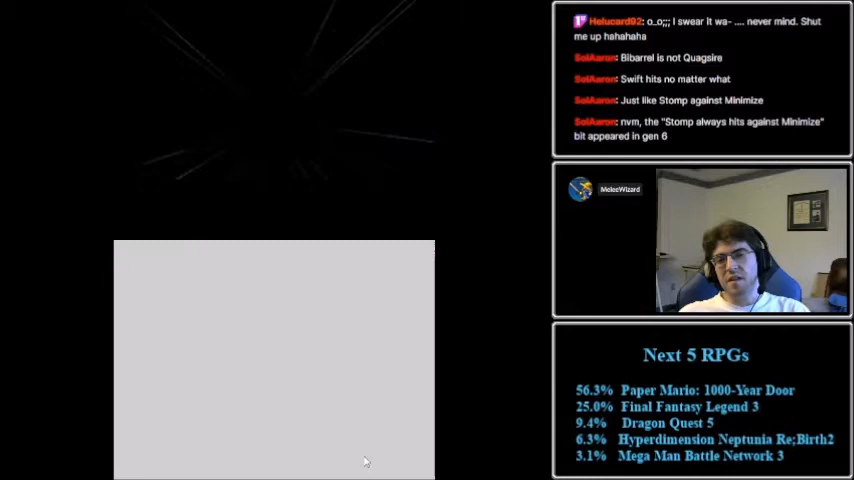 Helucard92: o_o;;; I swear it wa- .... never mind. Shut
me up hahahaha
SolAaron: Bibarrel is not Quagsire
SolAaron: Swift hits no matter what
SolAaron: Just like Stomp against Minimize
SolAaron: nvm, the "Stomp always hits against Minimize"
bit appeared in gen 6
MeleeWizard
Next 5 RPGs
56.3% Paper Mario: 1000-Year Door
25.0% Final Fantasy Legend 3
9.4% Dragon Quest 5
6.3% Hyperdimension Neptunia Re;Birth2
3.1% Mega Man Battle Network 3